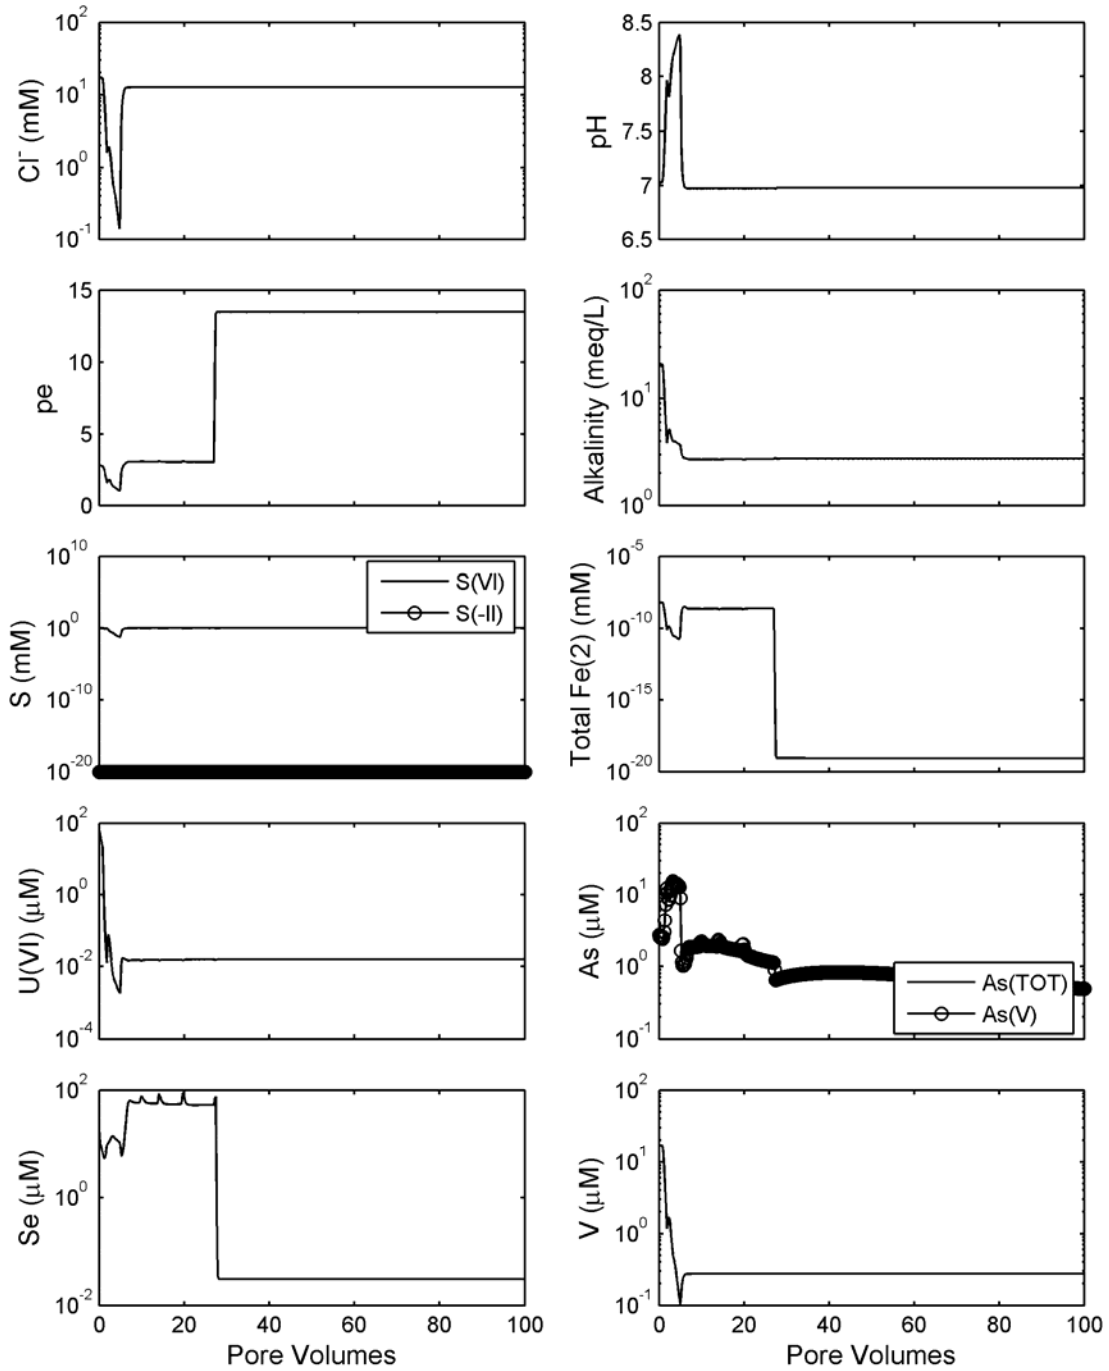 10^2
10^1
10^0
10^-1
Cl^- (mM)
8.5
8
7.5
7
6.5
pH
15
10
5
0
pe
10^2
10^1
10^0
Alkalinity (meq/L)
10^10
10^0
10^-10
10^-20
S (mM)
S(VI)
S(-II)
10^-5
10^-10
10^-15
10^-20
Total Fe(2) (mM)
10^2
10^0
10^-2
10^-4
U(VI) (μM)
10^2
10^1
10^0
10^-1
As (μM)
As(TOT)
As(V)
10^2
10^0
10^-2
Se (μM)
0 20 40 60 80 100
Pore Volumes
10^2
10^1
10^0
10^-1
V (μM)
0 20 40 60 80 100
Pore Volumes